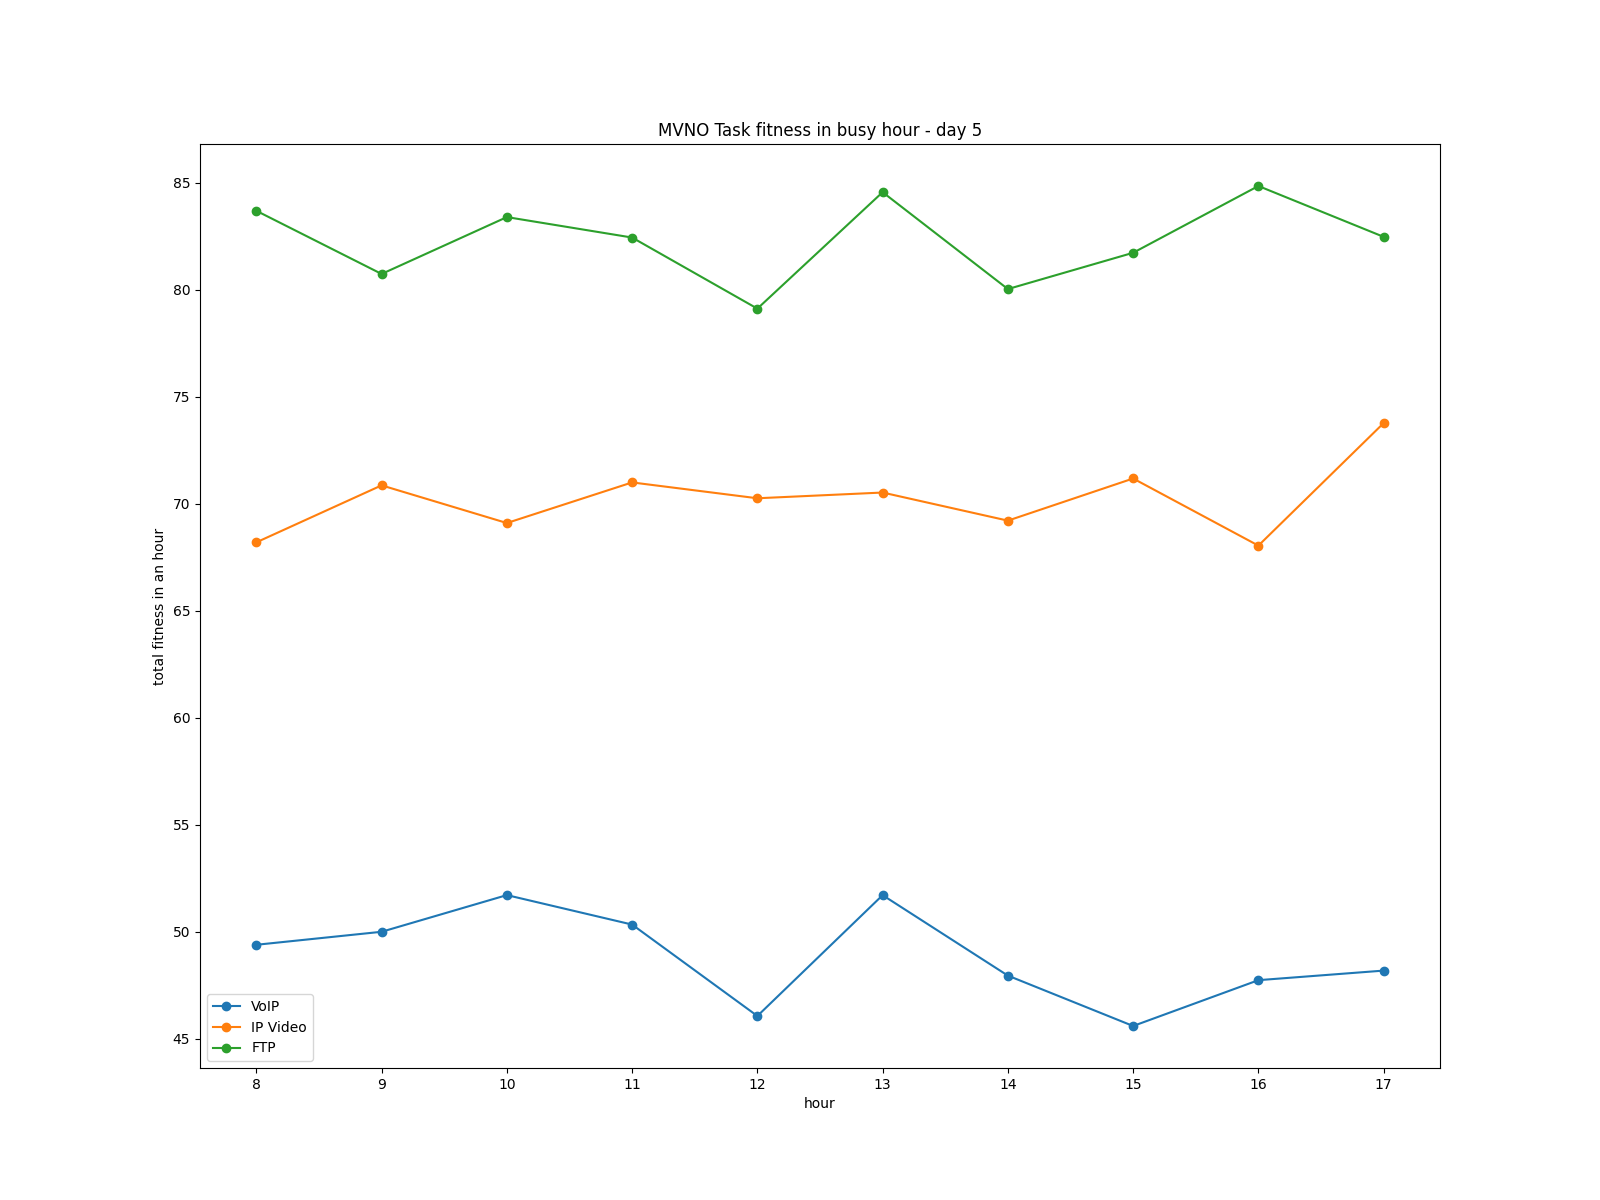 MVNO Task fitness in busy hour - day 5
total fitness in an hour
85
80
75
70
65
60
55
50
45
VoIP
IP Video
FTP
8 9 10 11 12 13 14 15 16 17
hour